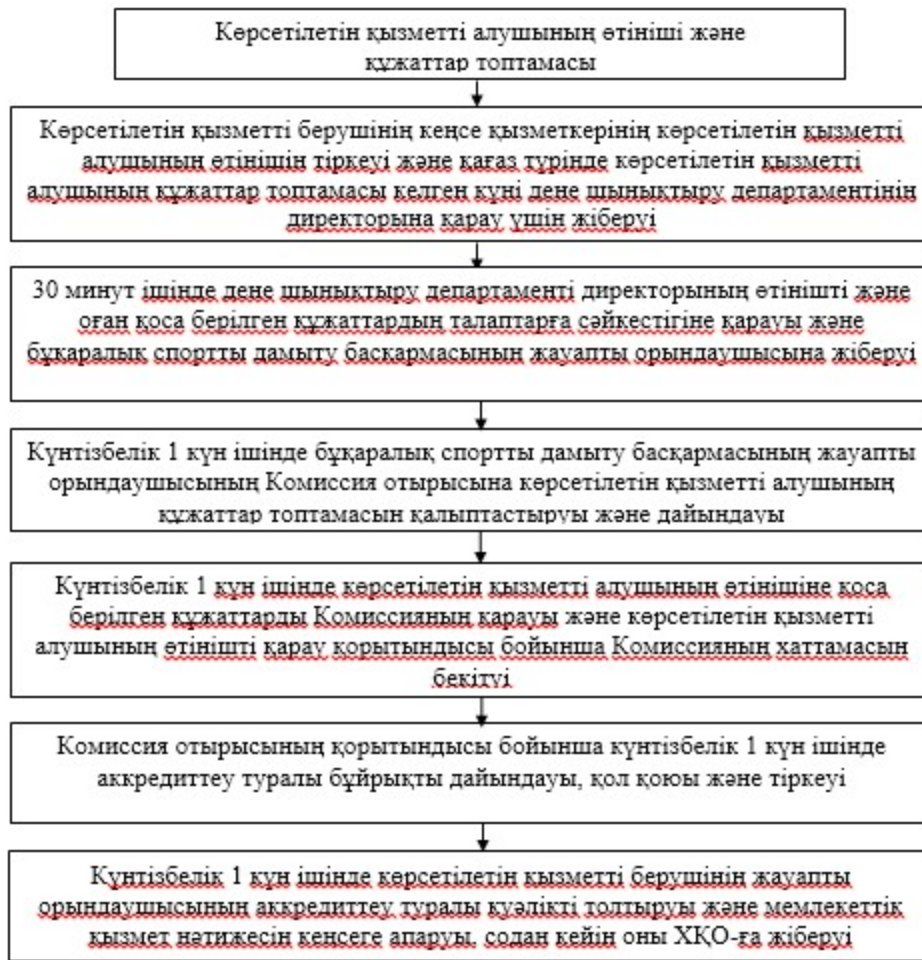 Көрсетілетін қызметті алушының өтініші және
құжаттар топтамасы
Көрсетілетін қызметті берушінің кеңсе қызметкерінің көрсетілетін қызметті
алушының өтінішін тіркеуі және қағаз түрінде көрсетілетін қызметті
алушының құжаттар топтамасы келген күні дене шынықтыру департаментінің
директорына қарау үшін жіберуі
30 минут ішінде дене шынықтыру департаменті директорының өтінішті және
оған қоса берілген құжаттардың талаптарға сәйкестігіне қарауы және
бұқаралық спортты дамыту басқармасының жауапты орындаушысына жіберуі
Күнтізбелік 1 күн ішінде бұқаралық спортты дамыту басқармасының жауапты
орындаушысының Комиссия отырысына көрсетілетін қызметті алушының
құжаттар топтамасын қалыптастыруы және дайындауы
Күнтізбелік 1 күн ішінде көрсетілетін қызметті алушының өтінішіне қоса
берілген құжаттарды Комиссияның қарауы және көрсетілетін қызметті
алушының өтінішті қарау қорытындысы бойынша Комиссияның хаттамасын
бекітуі
Комиссия отырысының қорытындысы бойынша күнтізбелік 1 күн ішінде
аккредиттеу туралы бұйрықты дайындауы, қол қоюы және тіркеуі
Күнтізбелік 1 күн ішінде көрсетілетін қызметті берушінің жауапты
орындаушысының аккредиттеу туралы куәлікті толтыруы және мемлекеттік
қызмет нәтижесін кеңсеге апаруы, содан кейін оны ХҚО-ға жіберуі